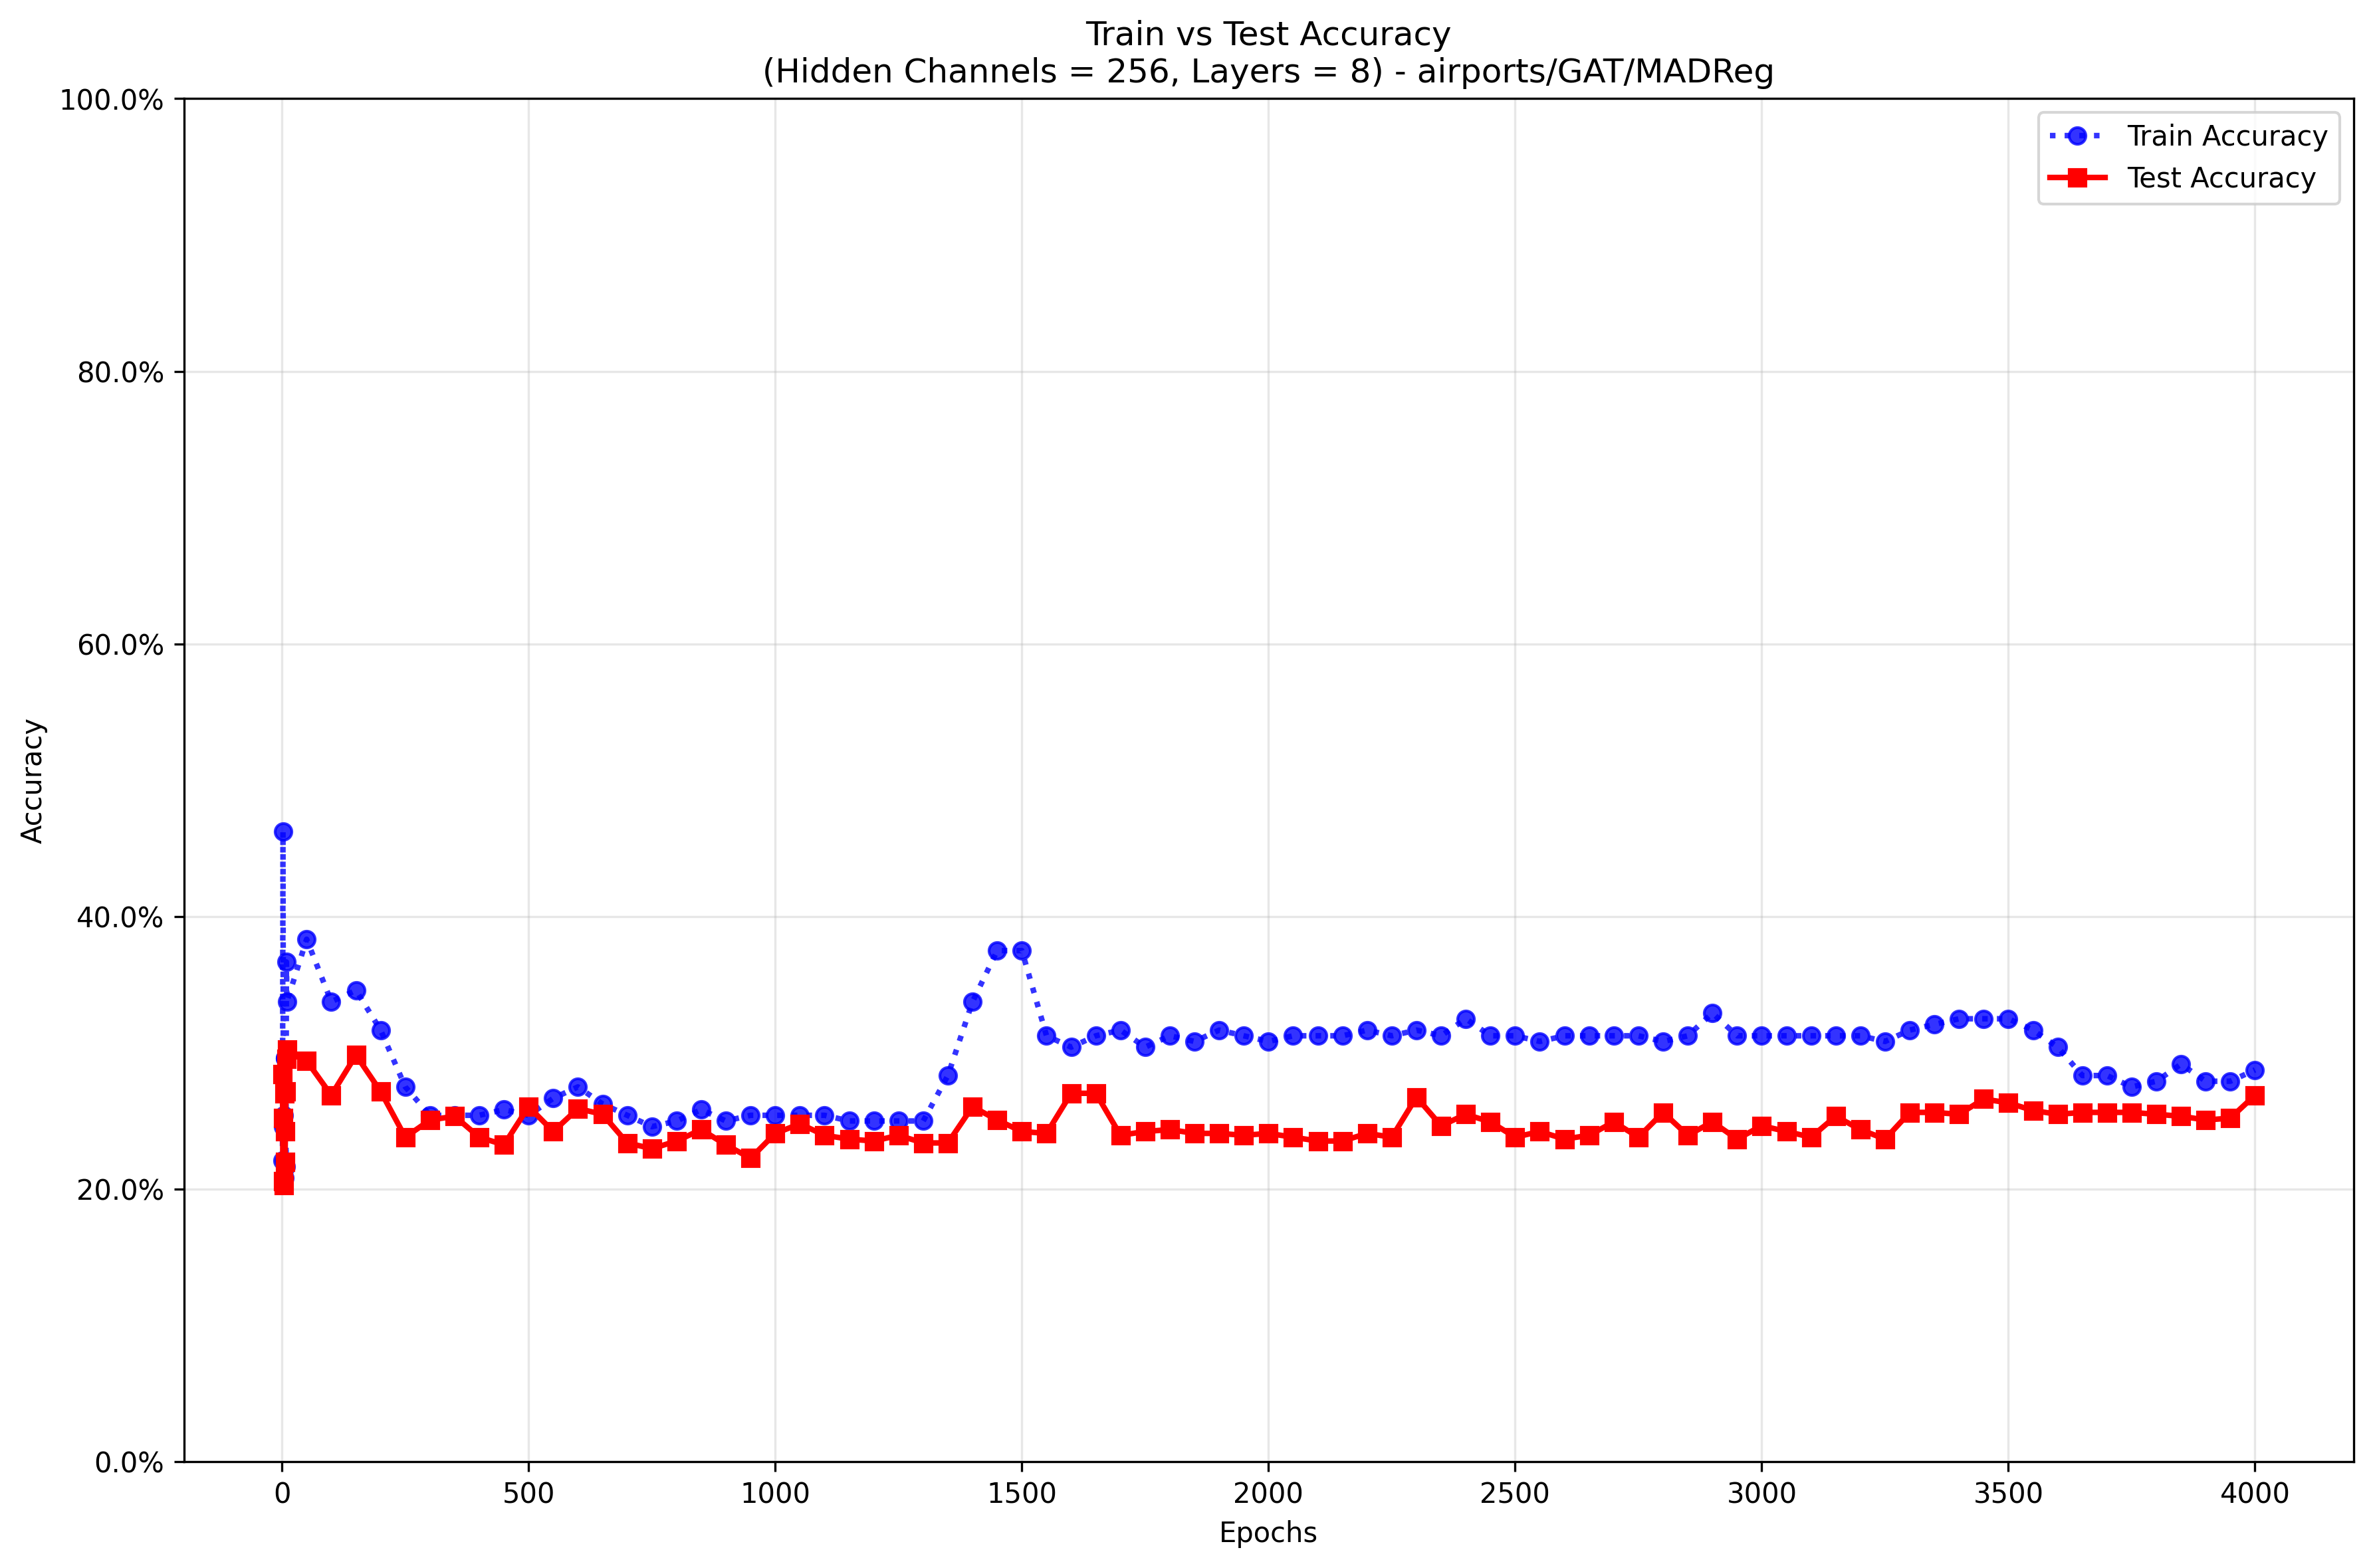 Train vs Test Accuracy
(Hidden Channels = 256, Layers = 8) - airports/GAT/MADReg
100.0%
80.0%
60.0%
40.0%
20.0%
0.0%
Accuracy
Train Accuracy
Test Accuracy
0
500
1000
1500
2000
2500
3000
3500
4000
Epochs